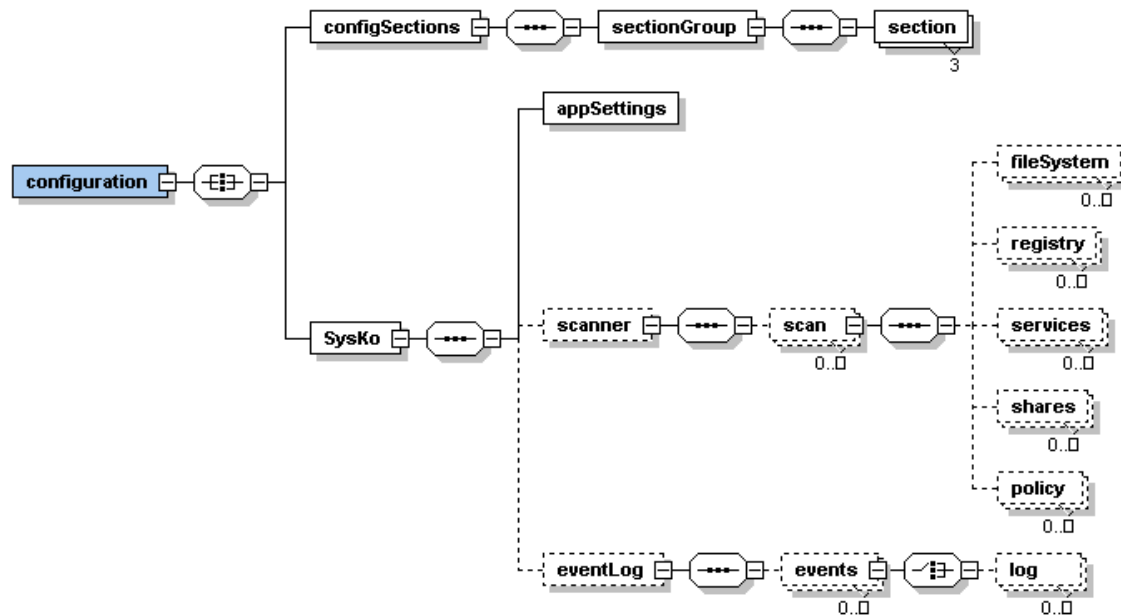 configSections
sectionGroup
section
3
appSettings
configuration
fileSystem
0..□
registry
0..□
SysKo
scanner
scan
0..□
services
0..□
shares
0..□
policy
0..□
eventLog
events
0..□
log
0..□